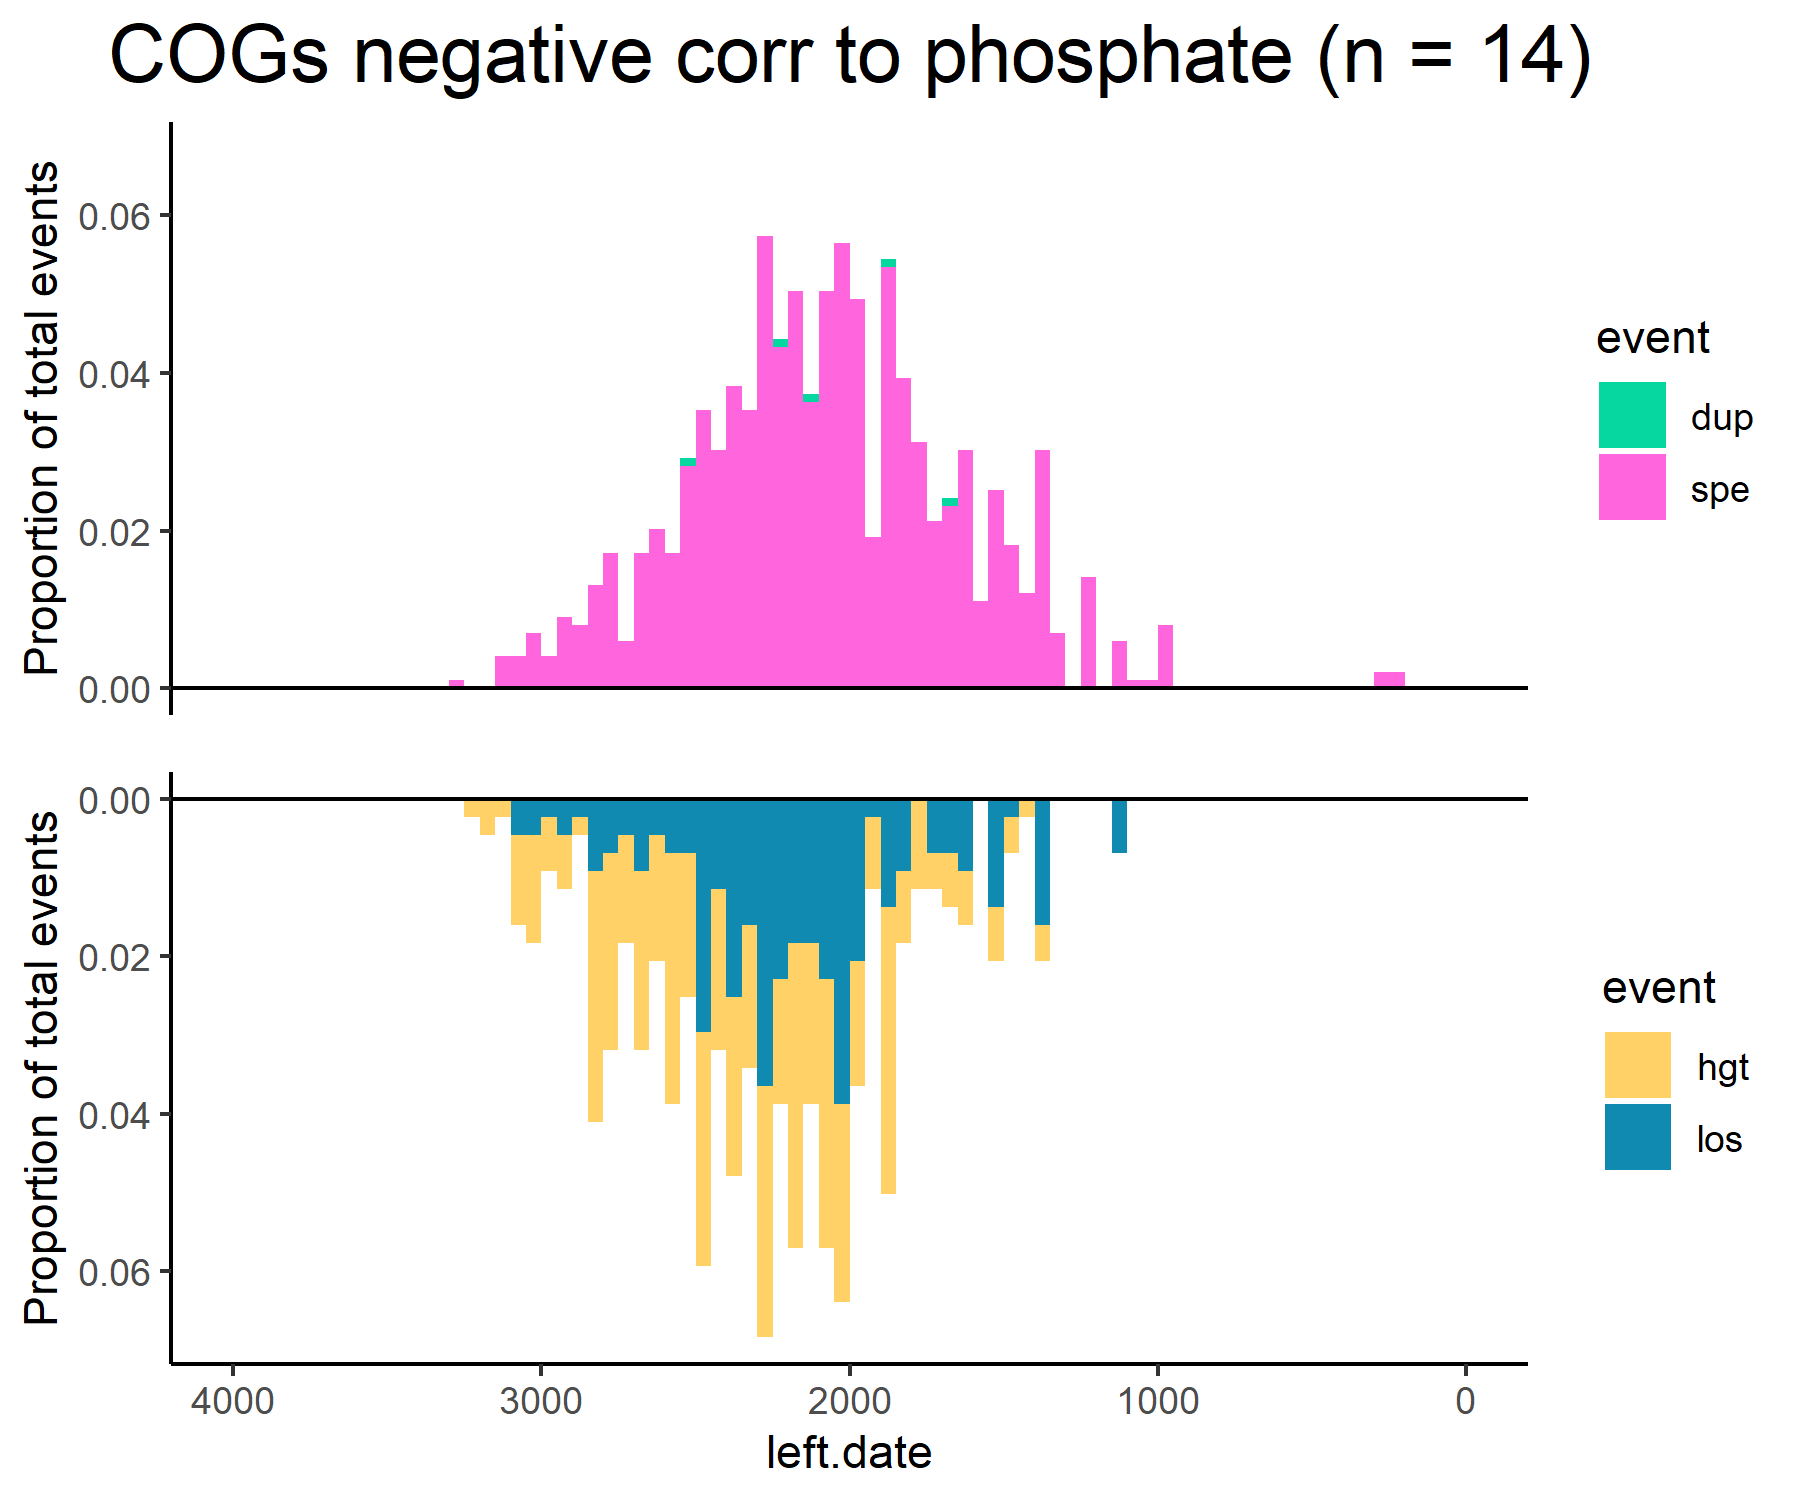 COGs negative corr to phosphate (n = 14)
Proportion of total events
0.06
0.04
0.02
0.00
event
dup
spe
Proportion of total events
0.00
0.02
0.04
0.06
event
hgt
los
4000
3000
2000
1000
0
left.date